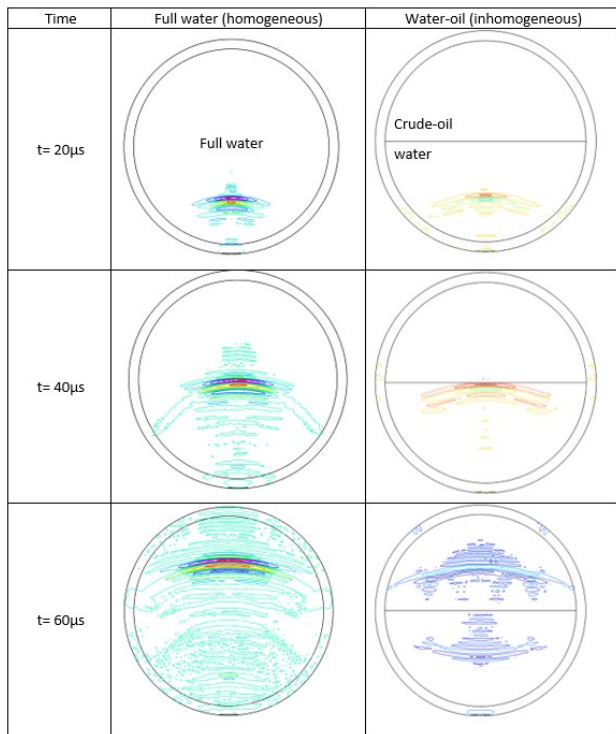 Time Full water (homogeneous) Water-oil (inhomogeneous)
t= 20μs
Full water
Crude-oil
water
t= 40μs
t= 60μs